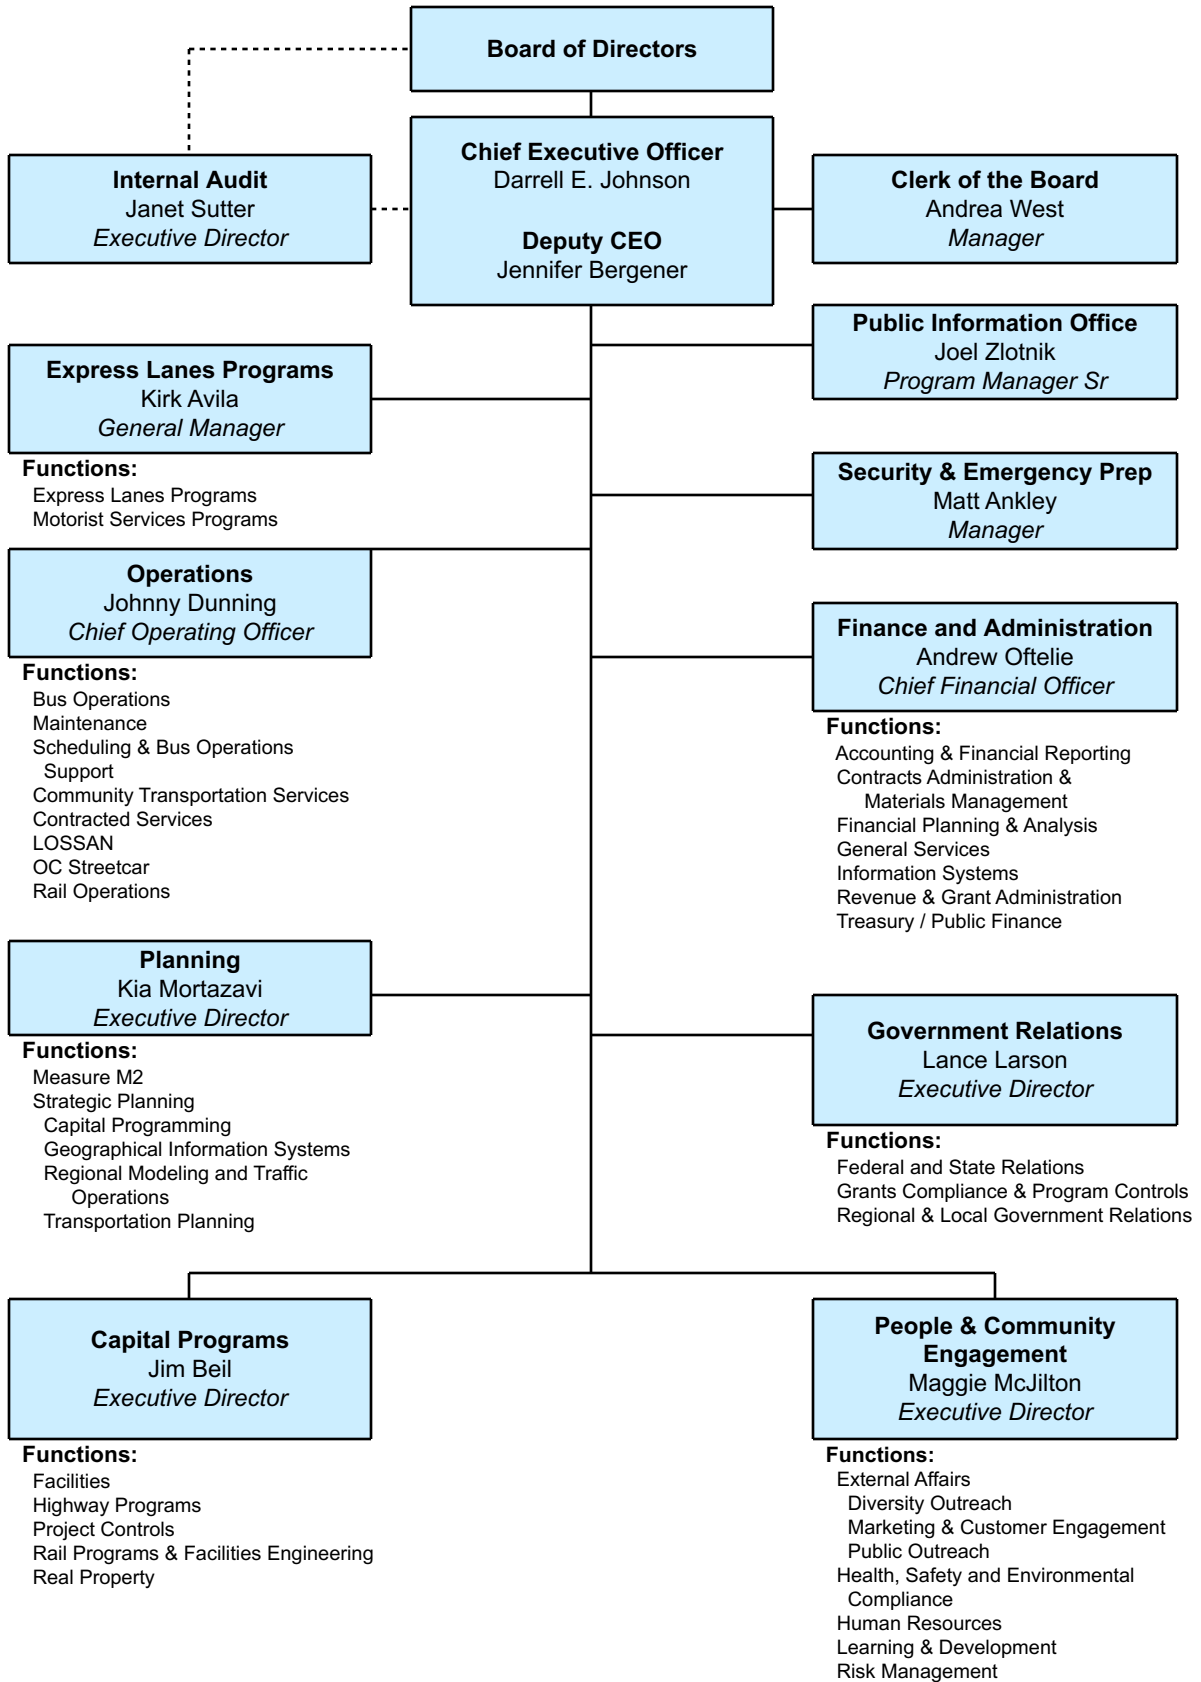 Board of Directors
Chief Executive Officer
Darrell E. Johnson
Deputy CEO
Jennifer Bergener
Internal Audit
Janet Sutter
Executive Director
Clerk of the Board
Andrea West
Manager
Public Information Office
Joel Zlotnik
Program Manager Sr
Express Lanes Programs
Kirk Avila
General Manager
Functions:
Express Lanes Programs
Motorist Services Programs
Security & Emergency Prep
Matt Ankley
Manager
Operations
Johnny Dunning
Chief Operating Officer
Functions:
Bus Operations
Maintenance
Scheduling & Bus Operations
Support
Community Transportation Services
Contracted Services
LOSSAN
OC Streetcar
Rail Operations
Finance and Administration
Andrew Oftelie
Chief Financial Officer
Functions:
Accounting & Financial Reporting
Contracts Administration &
Materials Management
Financial Planning & Analysis
General Services
Information Systems
Revenue & Grant Administration
Treasury / Public Finance
Planning
Kia Mortazavi
Executive Director
Functions:
Measure M2
Strategic Planning
Capital Programming
Geographical Information Systems
Regional Modeling and Traffic
Operations
Transportation Planning
Government Relations
Lance Larson
Executive Director
Functions:
Federal and State Relations
Grants Compliance & Program Controls
Regional & Local Government Relations
Capital Programs
Jim Beil
Executive Director
Functions:
Facilities
Highway Programs
Project Controls
Rail Programs & Facilities Engineering
Real Property
People & Community
Engagement
Maggie McJilton
Executive Director
Functions:
External Affairs
Diversity Outreach
Marketing & Customer Engagement
Public Outreach
Health, Safety and Environmental
Compliance
Human Resources
Learning & Development
Risk Management